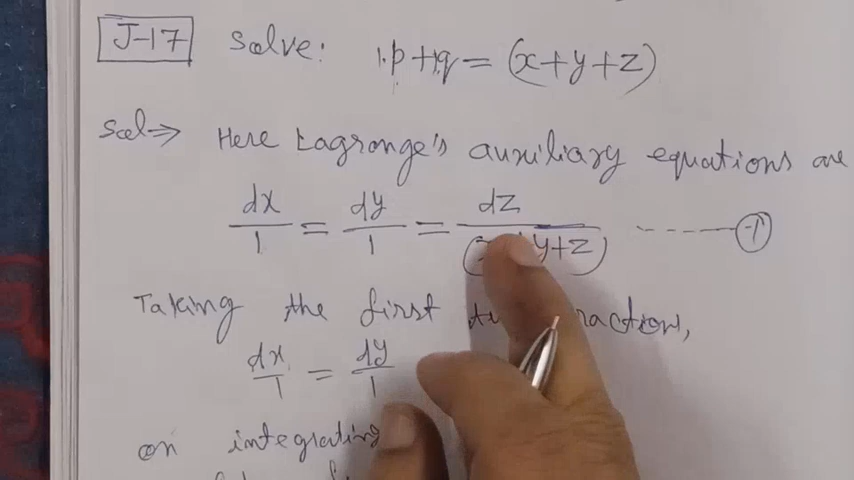 J-17 Solve: 1.p+1.q = (x+y+z)
Sol⇒ Here Lagrange's auxiliary equations are
dx/1 = dy/1 = dz/(x+y+z) ------ ①
Taking the first
dx/1 = dy/1
on integrating